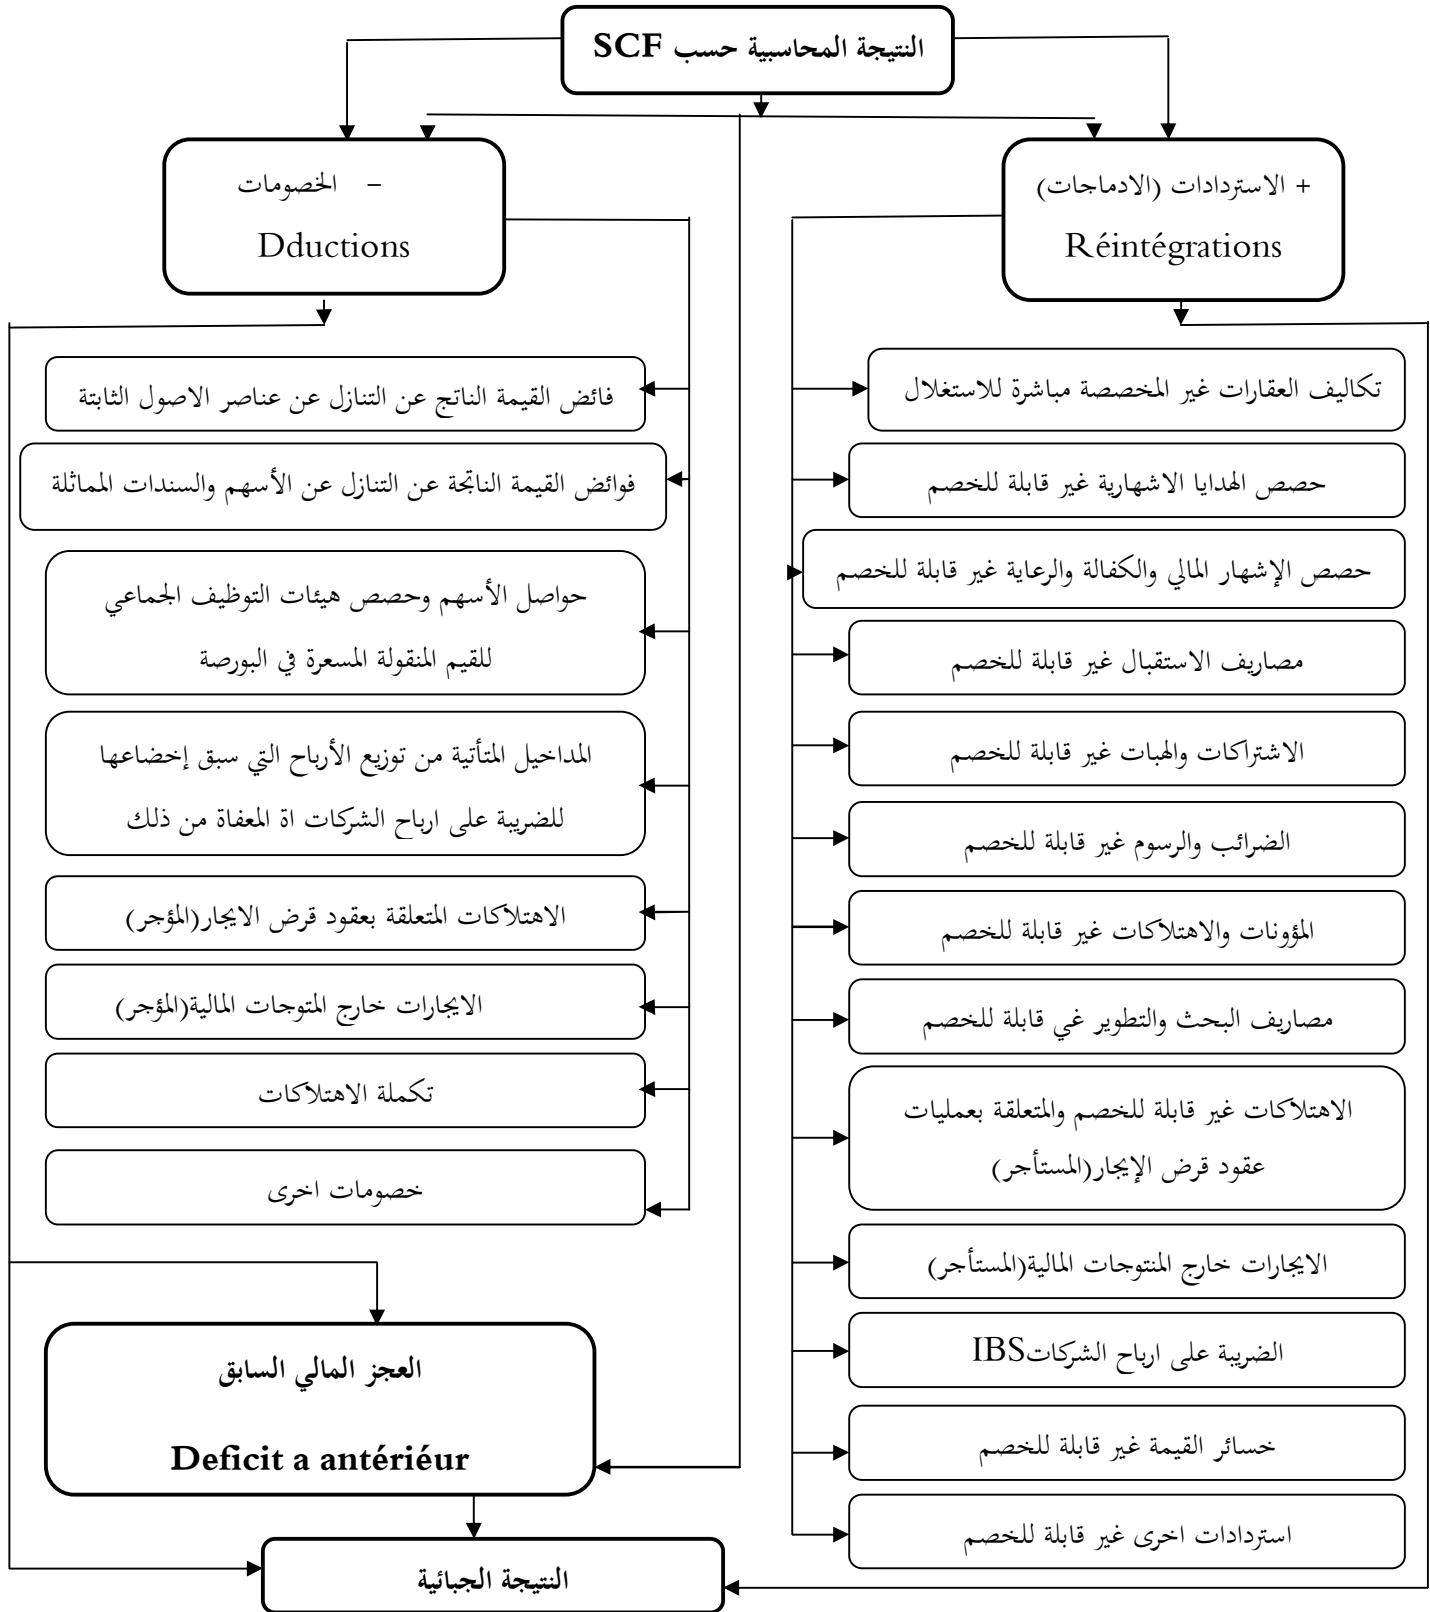 النتيجة المحاسبية حسب SCF
+ الاستردادات (الادماجات)
Réintégrations
تكاليف العقارات غير المخصصة مباشرة للاستغلال
حصص الهدايا الاشهارية غير قابلة للخصم
حصص الإشهار المالي والكفالة والرعاية غير قابلة للخصم
مصاريف الاستقبال غير قابلة للخصم
الاشتراكات والهبات غير قابلة للخصم
الضرائب والرسوم غير قابلة للخصم
المؤونات والاهتلاكات غير قابلة للخصم
مصاريف البحث والتطوير غي قابلة للخصم
الاهتلاكات غير قابلة للخصم والمتعلقة بعمليات
عقود قرض الإيجار(المستأجر)
الايجارات خارج المنتوجات المالية(المستأجر)
الضريبة على ارباح الشركاتIBS
خسائر القيمة غير قابلة للخصم
استردادات اخرى غير قابلة للخصم
– الخصومات
Dductions
فائض القيمة الناتج عن التنازل عن عناصر الاصول الثابتة
فوائض القيمة الناتجة عن التنازل عن الأسهم والسندات المماثلة
حواصل الأسهم وحصص هيئات التوظيف الجماعي
للقيم المنقولة المسعرة في البورصة
المداخيل المتأتية من توزيع الأرباح التي سبق إخضاعها
للضريبة على ارباح الشركات اة المعفاة من ذلك
الاهتلاكات المتعلقة بعقود قرض الايجار(المؤجر)
الايجارات خارج المتوجات المالية(المؤجر)
تكملة الاهتلاكات
خصومات اخرى
العجز المالي السابق
Deficit a antériéur
النتيجة الجبائية